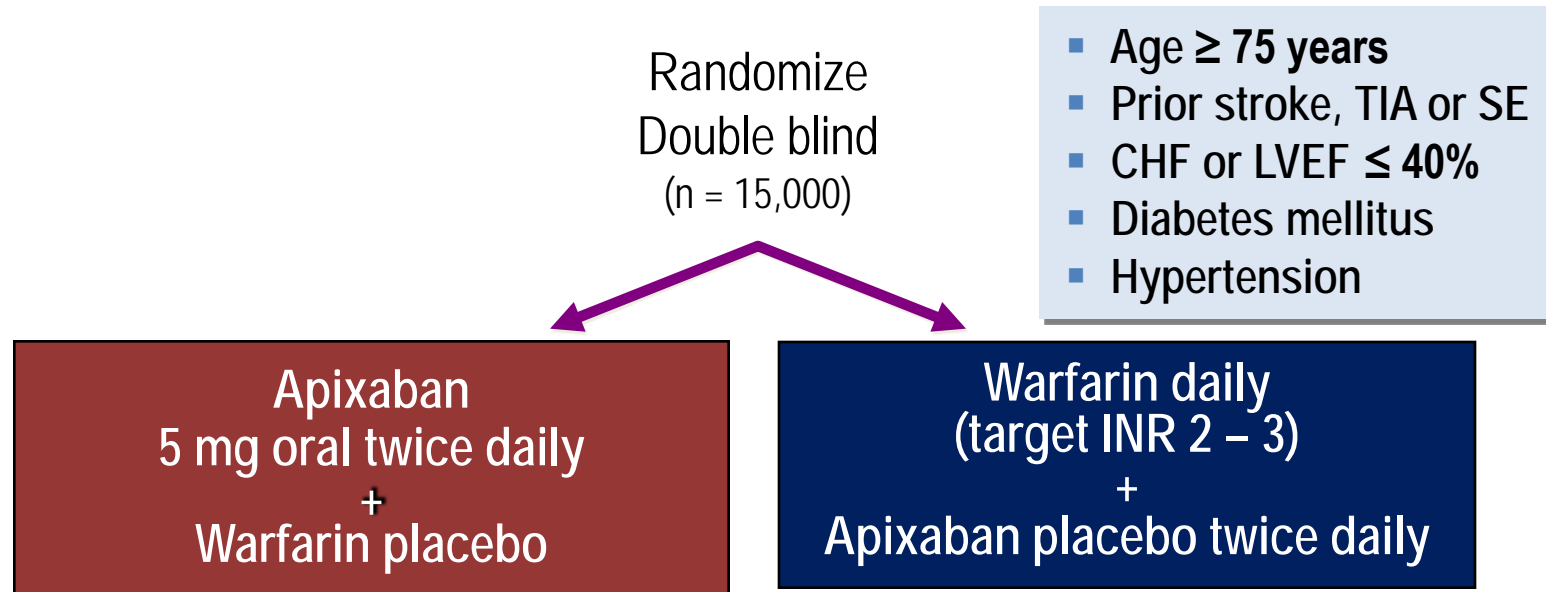 Randomize
Double blind
(n = 15,000)
▪ Age ≥ 75 years
▪ Prior stroke, TIA or SE
▪ CHF or LVEF ≤ 40%
▪ Diabetes mellitus
▪ Hypertension
Apixaban
5 mg oral twice daily
+
Warfarin placebo
Warfarin daily
(target INR 2 – 3)
+
Apixaban placebo twice daily